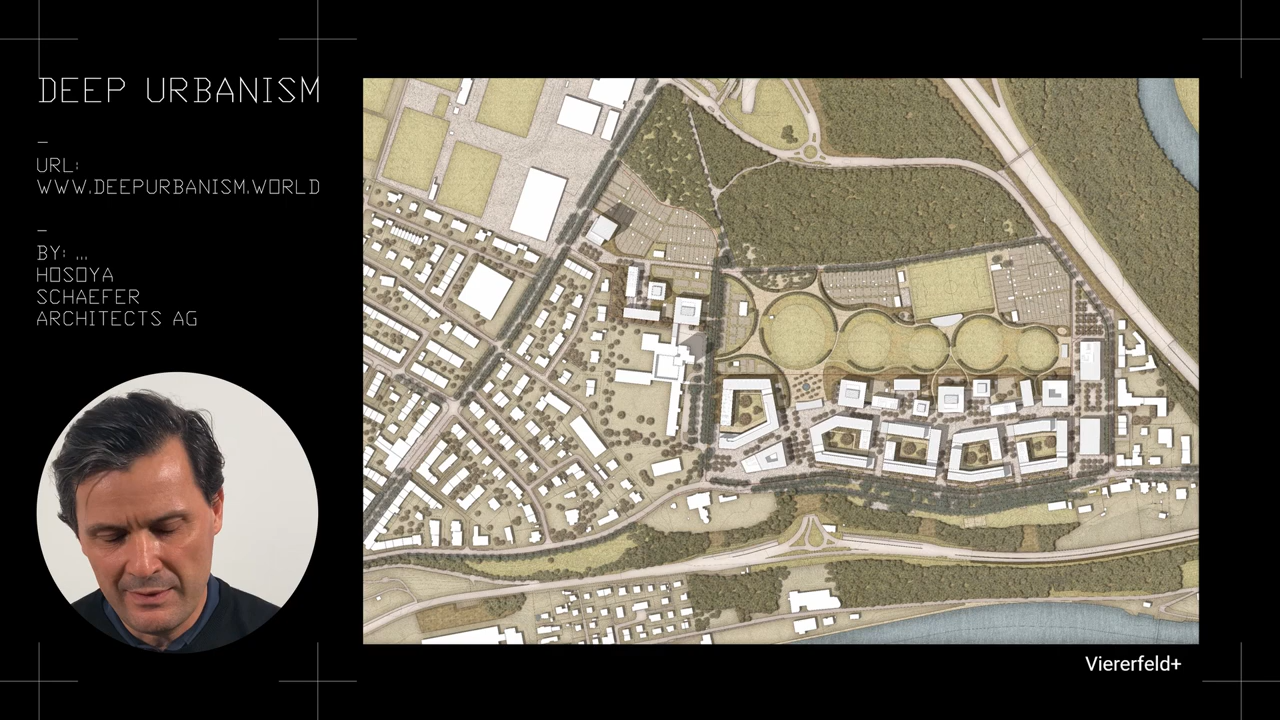 DEEP URBANISM
–
URL:
WWW.DEEPURBANISM.WORLD
–
BY: ...
HOSOYA
SCHAEFER
ARCHITECTS AG
Viererfeld+